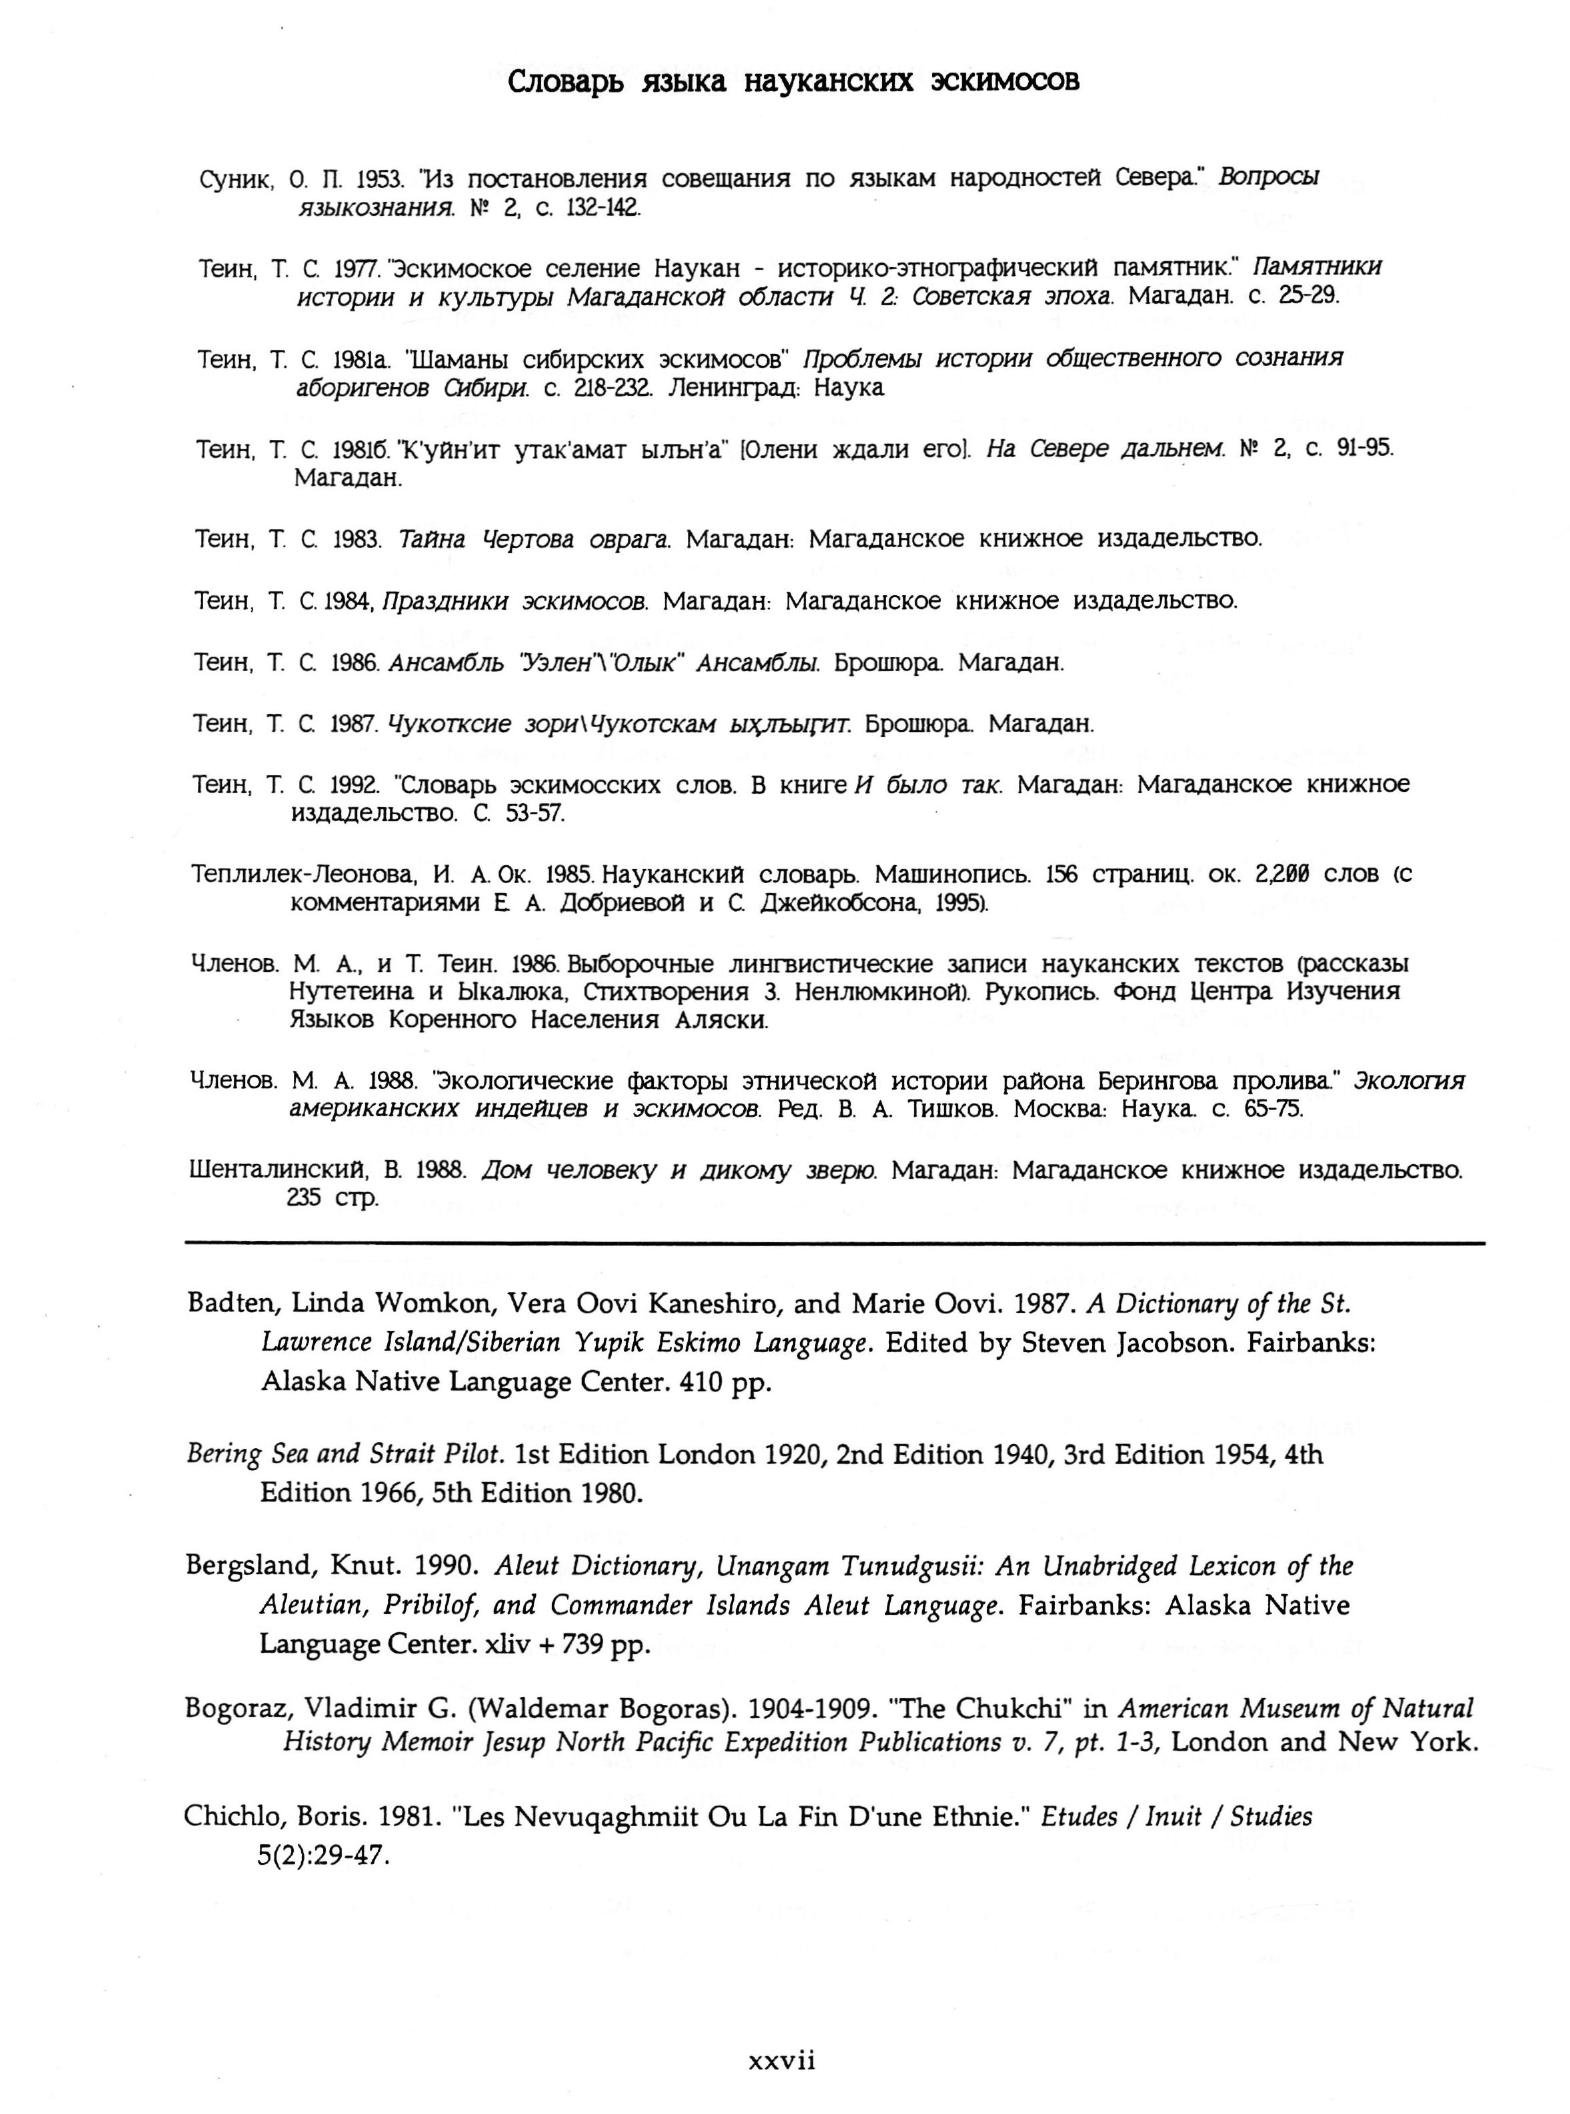 Словарь языка науканских эскимосов
Суник, О. П. 1953. "Из постановления совещания по языкам народностей Севера." Вопросы
языкознания. № 2, с. 132-142.
Теин, Т. С. 1977. "Эскимоское селение Наукан - историко-этнографический памятник." Памятники
истории и культуры Магаданской области Ч. 2: Советская эпоха. Магадан. с. 25-29.
Теин, Т. С. 1981а. "Шаманы сибирских эскимосов" Проблемы истории общественного сознания
аборигенов Сибири. с. 218-232. Ленинград: Наука
Теин, Т. С. 1981б. "К'уйн'ит утак'амат ылън'а" [Олени ждали его]. На Севере дальнем. № 2, с. 91-95.
Магадан.
Теин, Т. С. 1983. Тайна Чертова оврага. Магадан: Магаданское книжное издадельство.
Теин, Т. С. 1984, Праздники эскимосов. Магадан: Магаданское книжное издадельство.
Теин, Т. С. 1986. Ансамбль "Уэлен"\"Олык" Ансамблы. Брошюра. Магадан.
Теин, Т. С. 1987. Чукотксие зори\Чукотскам ыӽлъыӷит. Брошюра. Магадан.
Теин, Т. С. 1992. "Словарь эскимосских слов. В книге И было так. Магадан: Магаданское книжное
издадельство. С. 53-57.
Теплилек-Леонова, И. А. Ок. 1985. Науканский словарь. Машинопись. 156 страниц. ок. 2,200 слов (с
комментариями Е. А. Добриевой и С. Джейкобсона, 1995).
Членов. М. А., и Т. Теин. 1986. Выборочные лингвистические записи науканских текстов (рассказы
Нутетеина и Ыкалюка, Стихтворения З. Ненлюмкиной). Рукопись. Фонд Центра Изучения
Языков Коренного Населения Аляски.
Членов. М. А. 1988. "Экологические факторы этнической истории района Берингова пролива." Экология
американских индейцев и эскимосов. Ред. В. А. Тишков. Москва: Наука. с. 65-75.
Шенталинский, В. 1988. Дом человеку и дикому зверю. Магадан: Магаданское книжное издадельство.
235 стр.
Badten, Linda Womkon, Vera Oovi Kaneshiro, and Marie Oovi. 1987. A Dictionary of the St.
Lawrence Island/Siberian Yupik Eskimo Language. Edited by Steven Jacobson. Fairbanks:
Alaska Native Language Center. 410 pp.
Bering Sea and Strait Pilot. 1st Edition London 1920, 2nd Edition 1940, 3rd Edition 1954, 4th
Edition 1966, 5th Edition 1980.
Bergsland, Knut. 1990. Aleut Dictionary, Unangam Tunudgusii: An Unabridged Lexicon of the
Aleutian, Pribilof, and Commander Islands Aleut Language. Fairbanks: Alaska Native
Language Center. xliv + 739 pp.
Bogoraz, Vladimir G. (Waldemar Bogoras). 1904-1909. "The Chukchi" in American Museum of Natural
History Memoir Jesup North Pacific Expedition Publications v. 7, pt. 1-3, London and New York.
Chichlo, Boris. 1981. "Les Nevuqaghmiit Ou La Fin D'une Ethnie." Etudes / Inuit / Studies
5(2):29-47.
xxvii